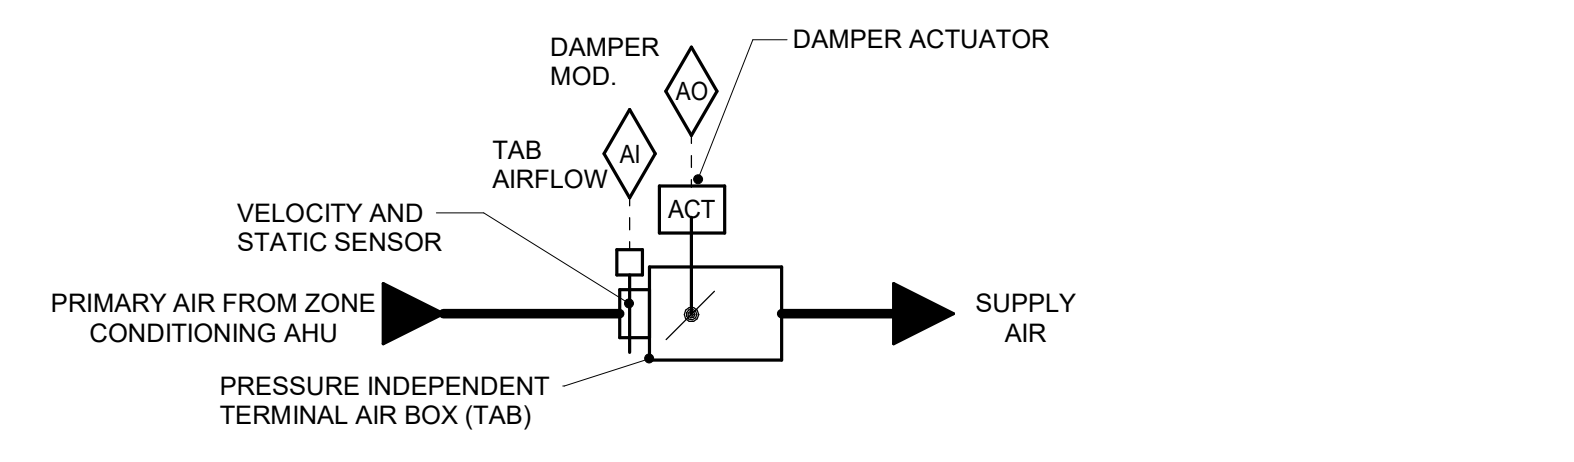 DAMPER ACTUATOR
DAMPER
MOD.
AO
TAB
AIRFLOW
AI
ACT
VELOCITY AND
STATIC SENSOR
PRIMARY AIR FROM ZONE
CONDITIONING AHU
SUPPLY
AIR
PRESSURE INDEPENDENT
TERMINAL AIR BOX (TAB)